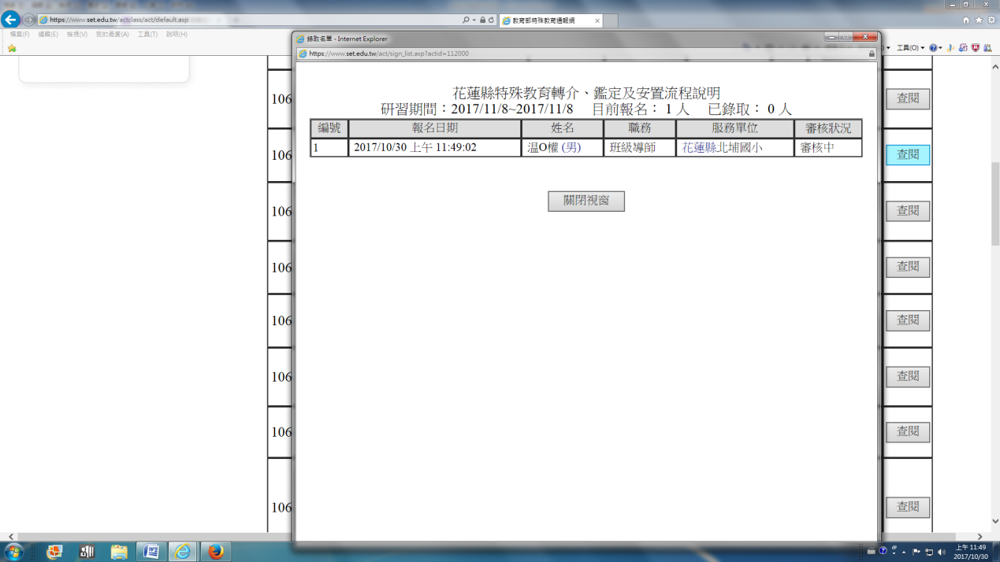 https://www.set.edu.tw/actclass/act/default.asp
教育部特殊教育通報網
檔案(F) 編輯(E) 檢視(V) 我的最愛(A) 工具(T) 說明(H)
工具(O)
錄取名單 - Internet Explorer
https://www.set.edu.tw/act/sign_list.asp?actid=112000
花蓮縣特殊教育轉介、鑑定及安置流程說明
研習期間：2017/11/8~2017/11/8 目前報名： 1 人 已錄取： 0 人
編號 報名日期 姓名 職務 服務單位 審核狀況
1 2017/10/30 上午 11:49:02 温O權 (男) 班級導師 花蓮縣北埔國小 審核中
關閉視窗
106 查閱
106 查閱
106 查閱
106 查閱
106 查閱
106 查閱
106 查閱
106 查閱
上午 11:49
2017/10/30